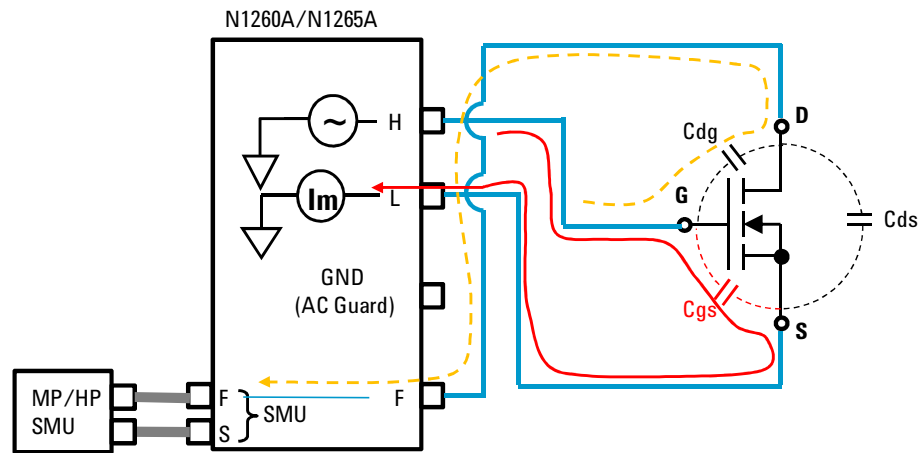 N1260A/N1265A
~
H
D
Cdg
Im
L
G
Cds
GND
(AC Guard)
Cgs
S
MP/HP
SMU
F
S
SMU
F